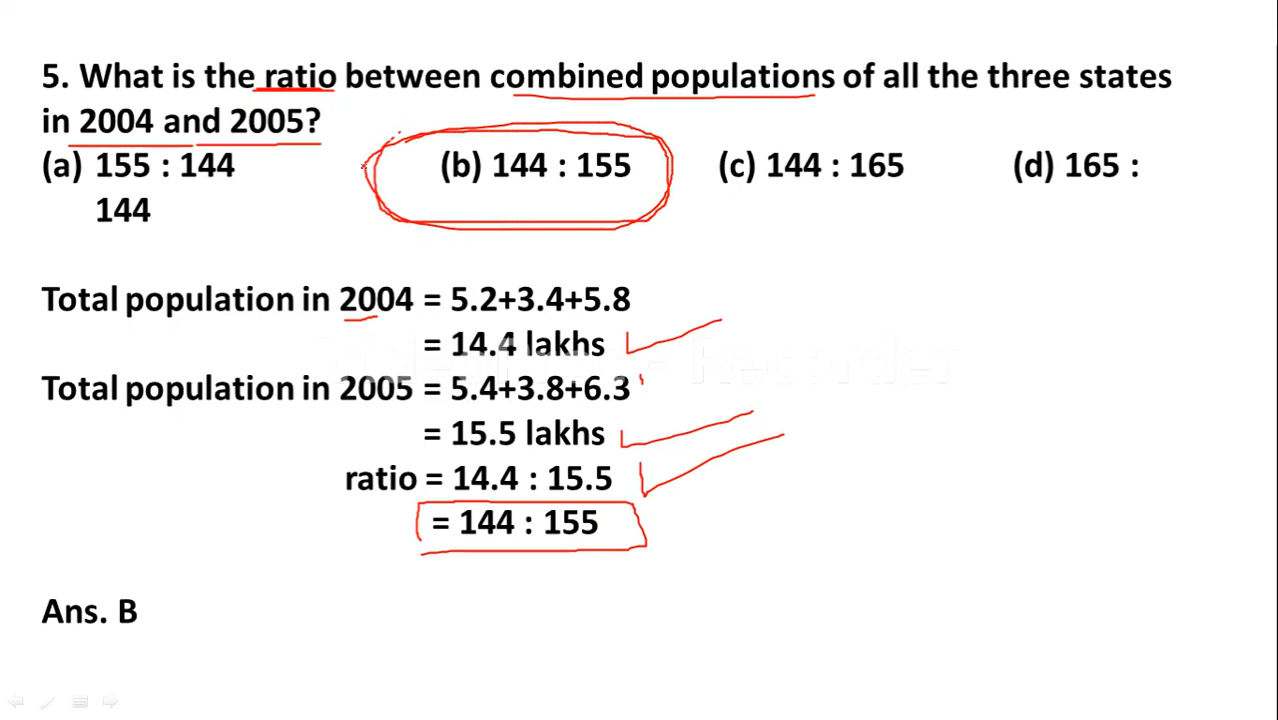 5. What is the ratio between combined populations of all the three states
in 2004 and 2005?
(a) 155 : 144 (b) 144 : 155 (c) 144 : 165 (d) 165 :
144
Total population in 2004 = 5.2+3.4+5.8
= 14.4 lakhs
Total population in 2005 = 5.4+3.8+6.3
= 15.5 lakhs
ratio = 14.4 : 15.5
= 144 : 155
Ans. B